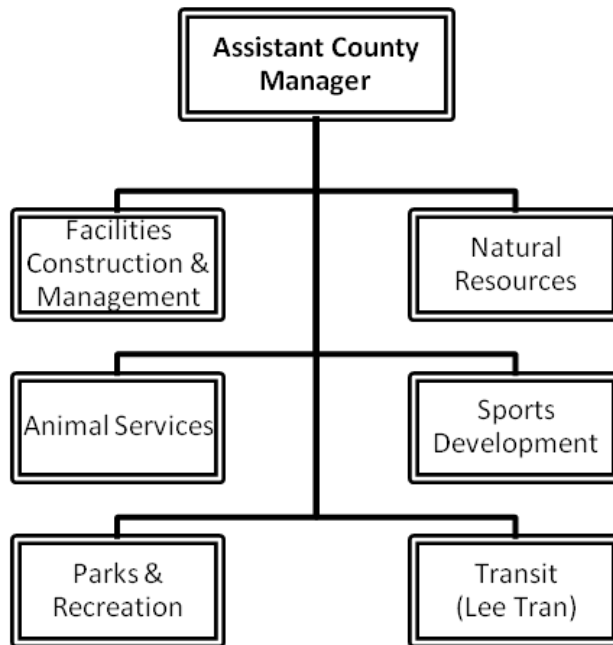 Assistant County
Manager
Facilities
Construction &
Management
Natural
Resources
Animal Services
Sports
Development
Parks &
Recreation
Transit
(Lee Tran)